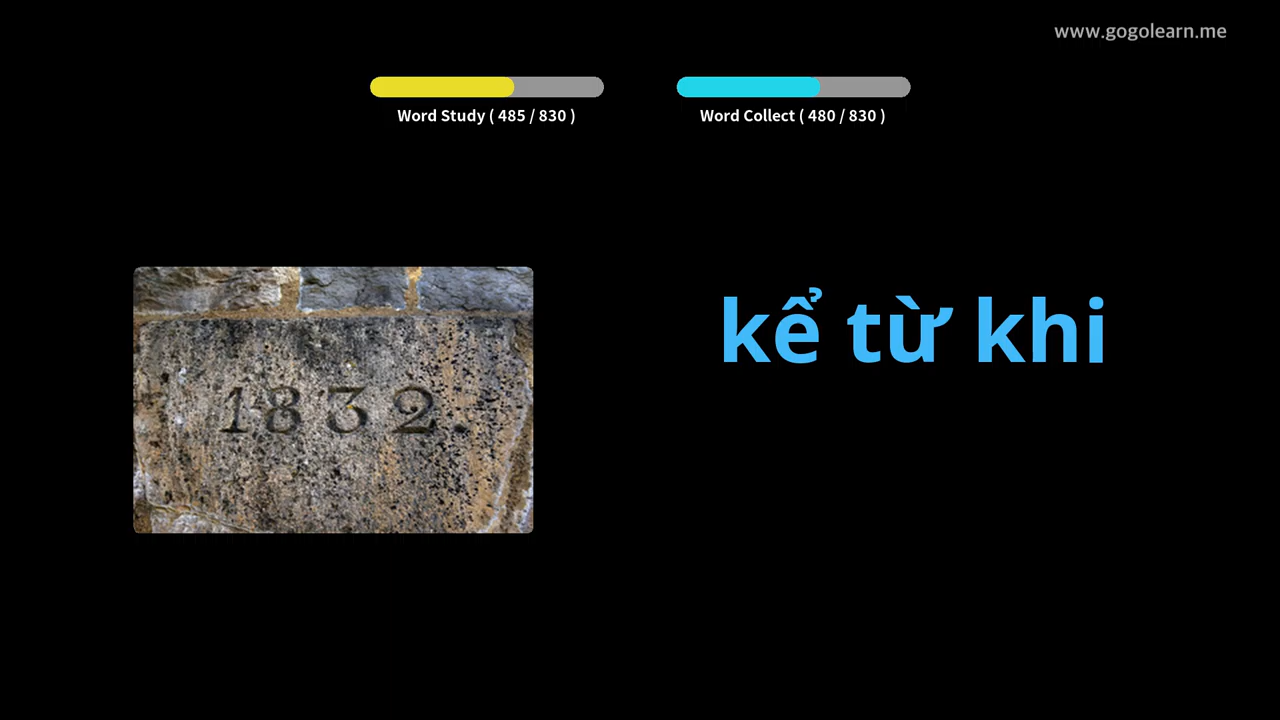 www.gogolearn.me
Word Study ( 485 / 830 )
Word Collect ( 480 / 830 )
1832.
kể từ khi